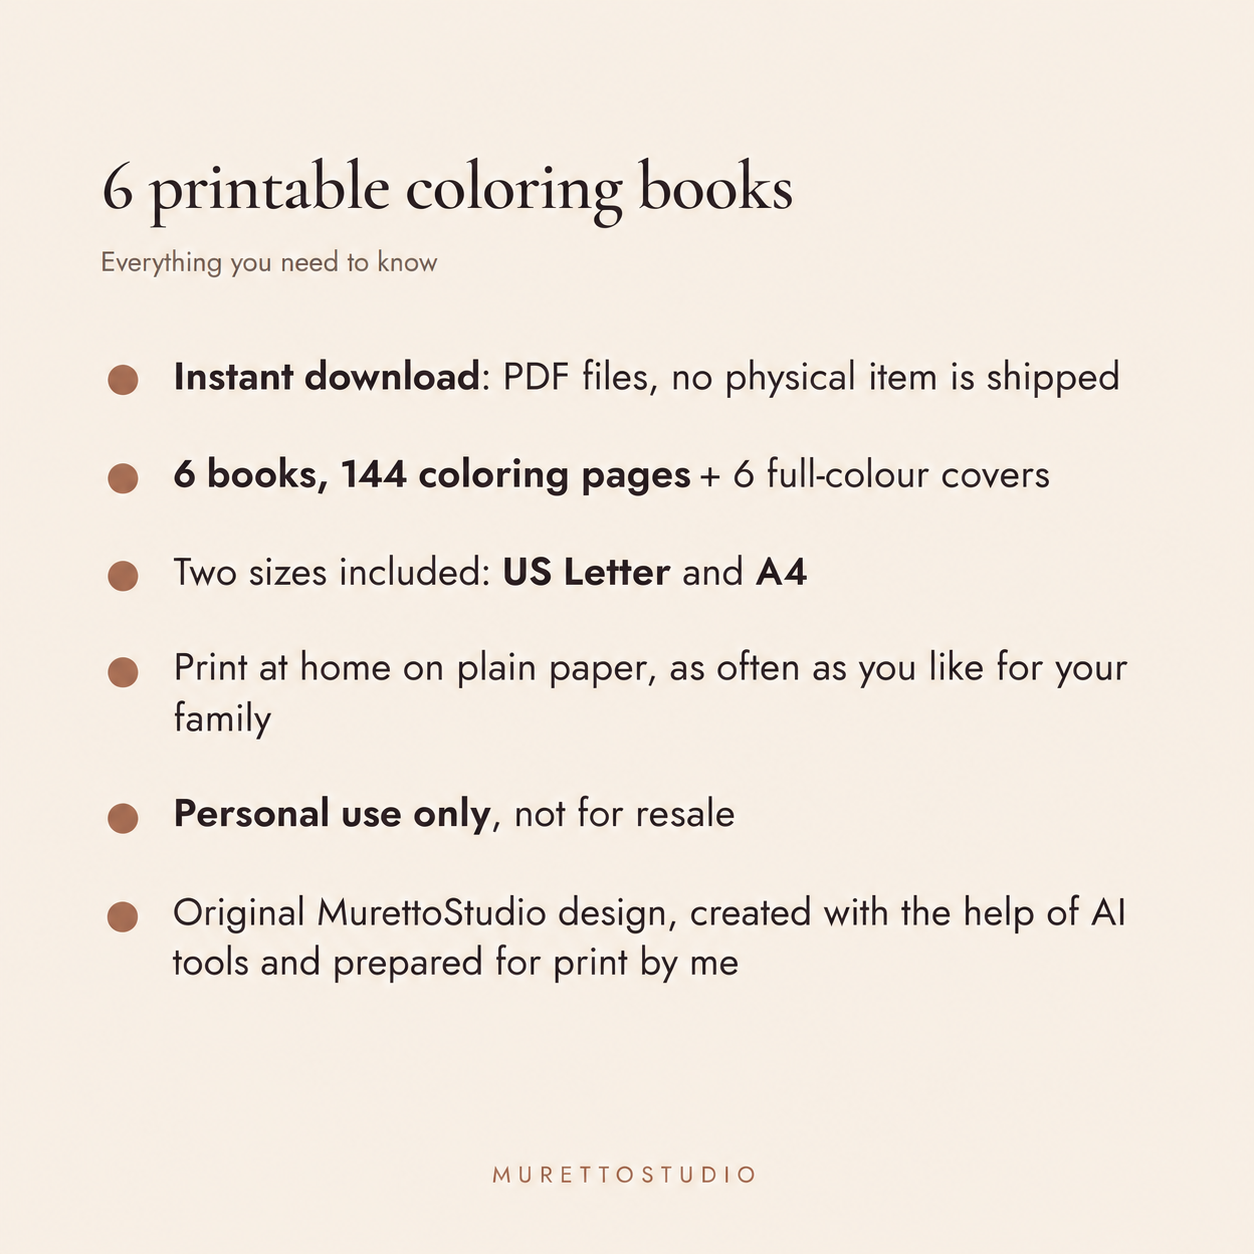 6 printable coloring books
Everything you need to know
Instant download: PDF files, no physical item is shipped
6 books, 144 coloring pages + 6 full-colour covers
Two sizes included: US Letter and A4
Print at home on plain paper, as often as you like for your
family
Personal use only, not for resale
Original MurettoStudio design, created with the help of AI
tools and prepared for print by me
MURETTOSTUDIO